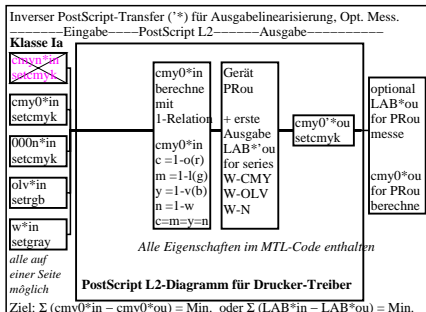 Inverser PostScript-Transfer ('*) für Ausgabelinearisierung, Opt. Mess.
–––––––Eingabe––––PostScript L2––––––Ausgabe––––––––––
Klasse Ia
cmyn*in
setcmyk
cmy0*in
setcmyk
000n*in
setcmyk
olv*in
setrgb
w*in
setgray
alle auf
einer Seite
möglich
cmy0*in
berechne
mit
1-Relation
cmy0*in
c =1-o(r)
m =1-l(g)
y =1-v(b)
n =1-w
c=m=y=n
Gerät
PRou
+ erste
Ausgabe
LAB*'ou
for series
W-CMY
W-OLV
W-N
cmy0'*ou
setcmyk
optional
LAB*ou
for PRou
messe
cmy0*ou
for PRou
berechne
Alle Eigenschaften im MTL-Code enthalten
PostScript L2-Diagramm für Drucker-Treiber
Ziel: Σ (cmy0*in – cmy0*ou) = Min. oder Σ (LAB*in – LAB*ou) = Min.